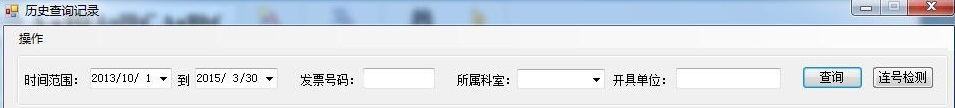 历史查询记录
操作
时间范围： 2013/10/ 1 到 2015/ 3/30 发票号码： 所属科室： 开具单位： 查询 连号检测